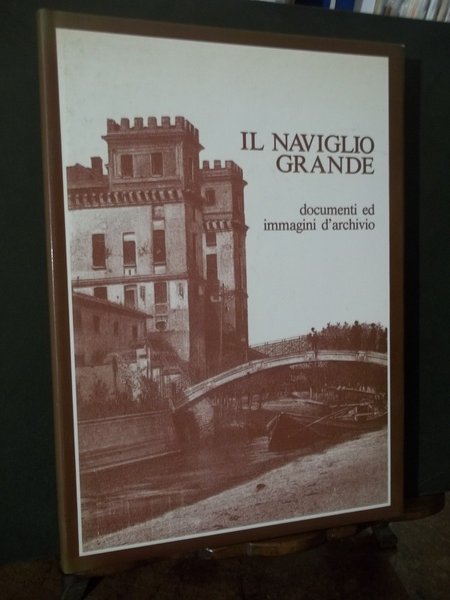 IL NAVIGLIO
GRANDE
documenti ed
immagini d'archivio